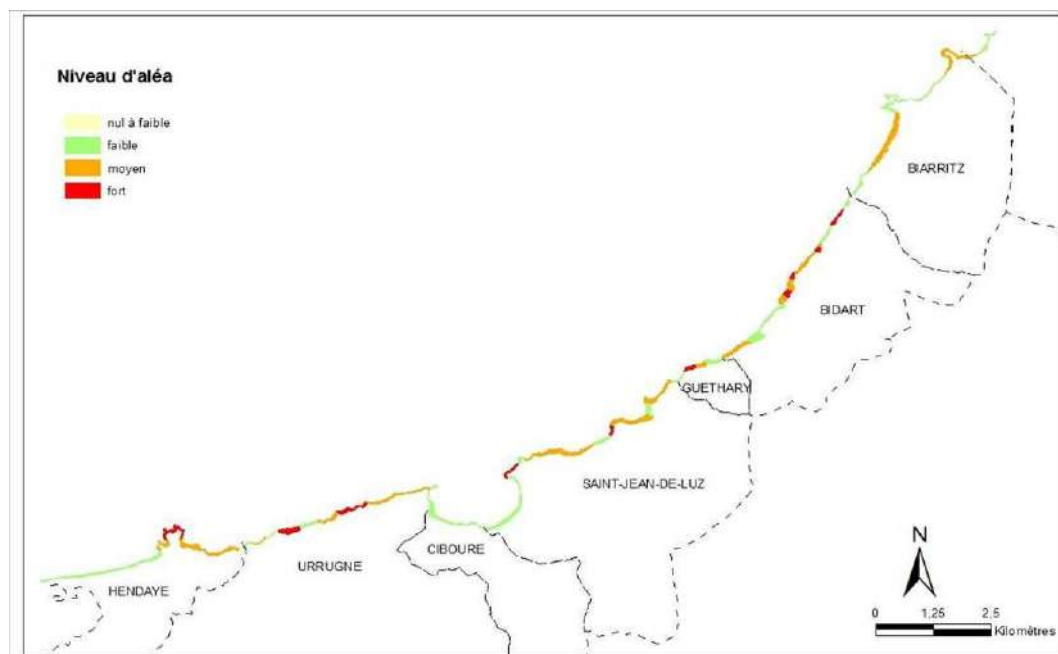 Niveau d'aléa
nul à faible
faible
moyen
fort
BIARRITZ
BIDART
GUETHARY
SAINT-JEAN-DE-LUZ
CIBOURE
URRUGNE
HENDAYE
N
0 1,25 2,5
Kilomètres